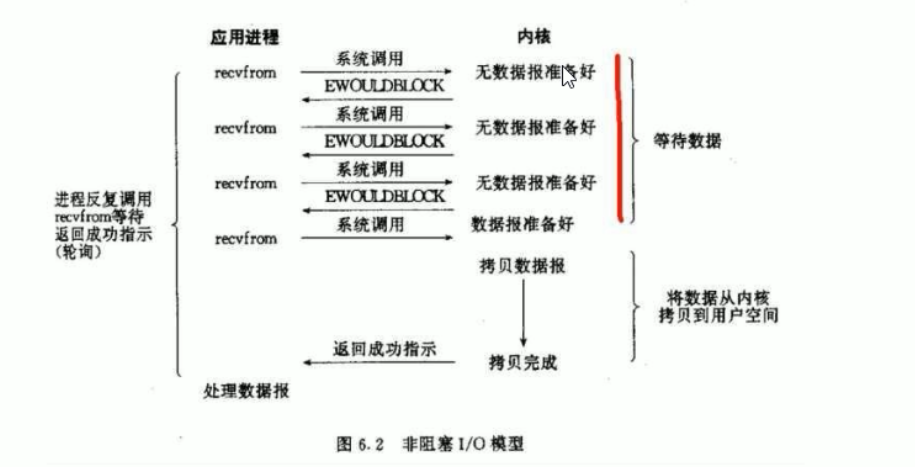 应用进程 内核
recvfrom 系统调用 无数据报准备好
EWOULDBLOCK
recvfrom 系统调用 无数据报准备好
EWOULDBLOCK
等待数据
recvfrom 系统调用 无数据报准备好
EWOULDBLOCK
recvfrom 系统调用 数据报准备好
进程反复调用
recvfrom等待
返回成功指示
(轮询)
拷贝数据报
将数据从内核
拷贝到用户空间
返回成功指示 拷贝完成
处理数据报
图 6.2 非阻塞 I/O 模型